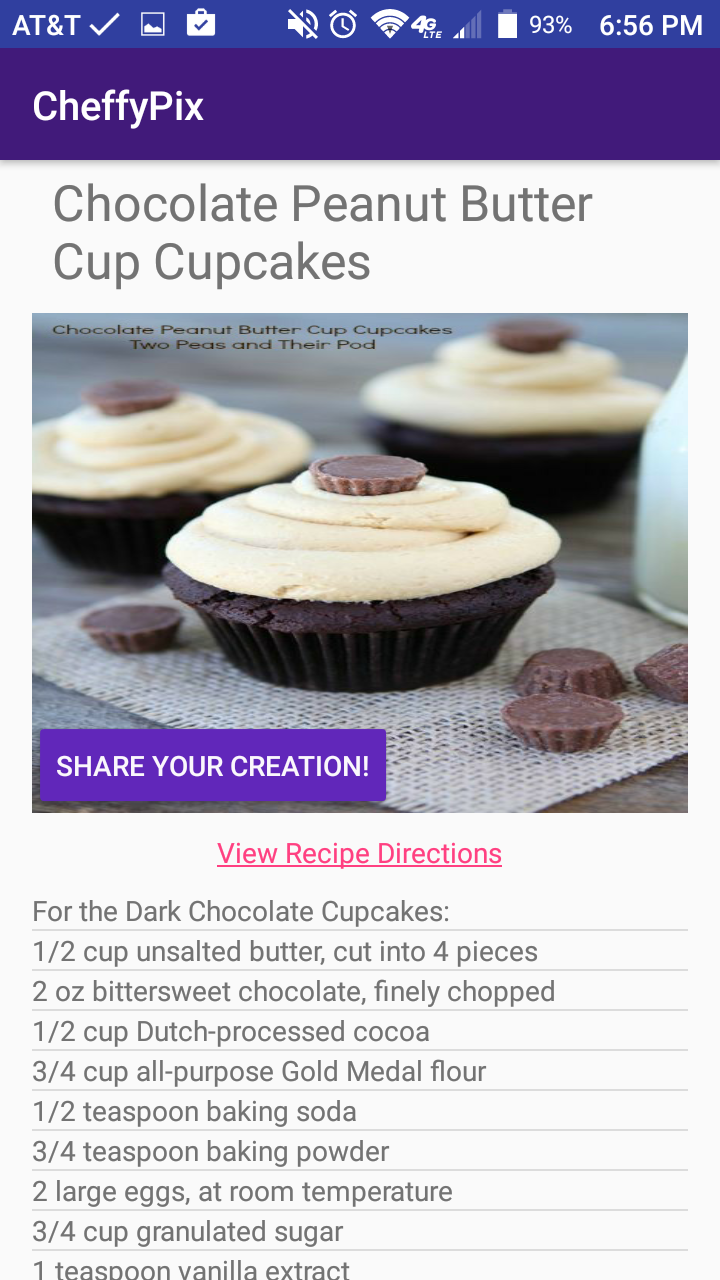 AT&T 4G LTE 93% 6:56 PM
CheffyPix
Chocolate Peanut Butter
Cup Cupcakes
Chocolate Peanut Butter Cup Cupcakes
Two Peas and Their Pod
SHARE YOUR CREATION!
View Recipe Directions
For the Dark Chocolate Cupcakes:
1/2 cup unsalted butter, cut into 4 pieces
2 oz bittersweet chocolate, finely chopped
1/2 cup Dutch-processed cocoa
3/4 cup all-purpose Gold Medal flour
1/2 teaspoon baking soda
3/4 teaspoon baking powder
2 large eggs, at room temperature
3/4 cup granulated sugar
1 teaspoon vanilla extract